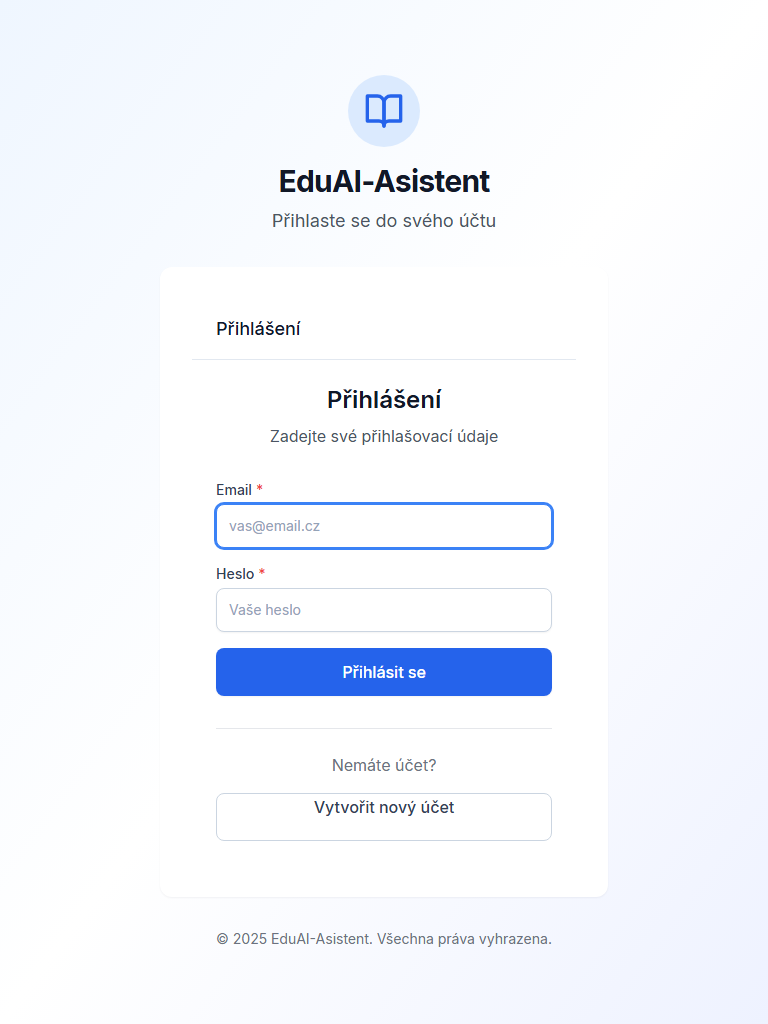 EduAI-Asistent
Přihlaste se do svého účtu
Přihlášení
Přihlášení
Zadejte své přihlašovací údaje
Email *
vas@email.cz
Heslo *
Vaše heslo
Přihlásit se
Nemáte účet?
Vytvořit nový účet
© 2025 EduAI-Asistent. Všechna práva vyhrazena.